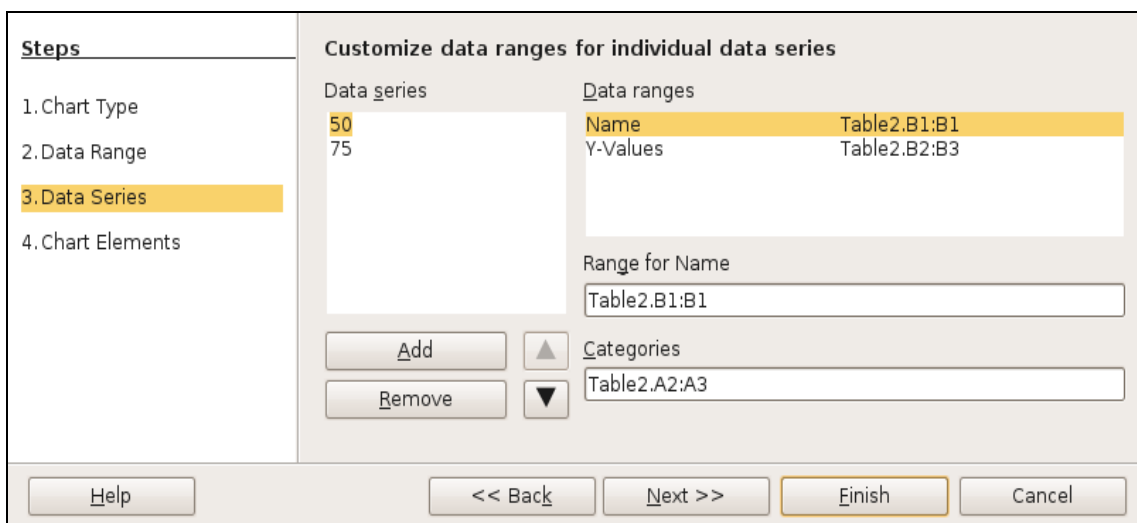 Steps
1. Chart Type
2. Data Range
3. Data Series
4. Chart Elements
Customize data ranges for individual data series
Data series
50
75
Add
Remove
Data ranges
Name Table2.B1:B1
Y-Values Table2.B2:B3
Range for Name
Table2.B1:B1
Categories
Table2.A2:A3
Help
<< Back
Next >>
Finish
Cancel